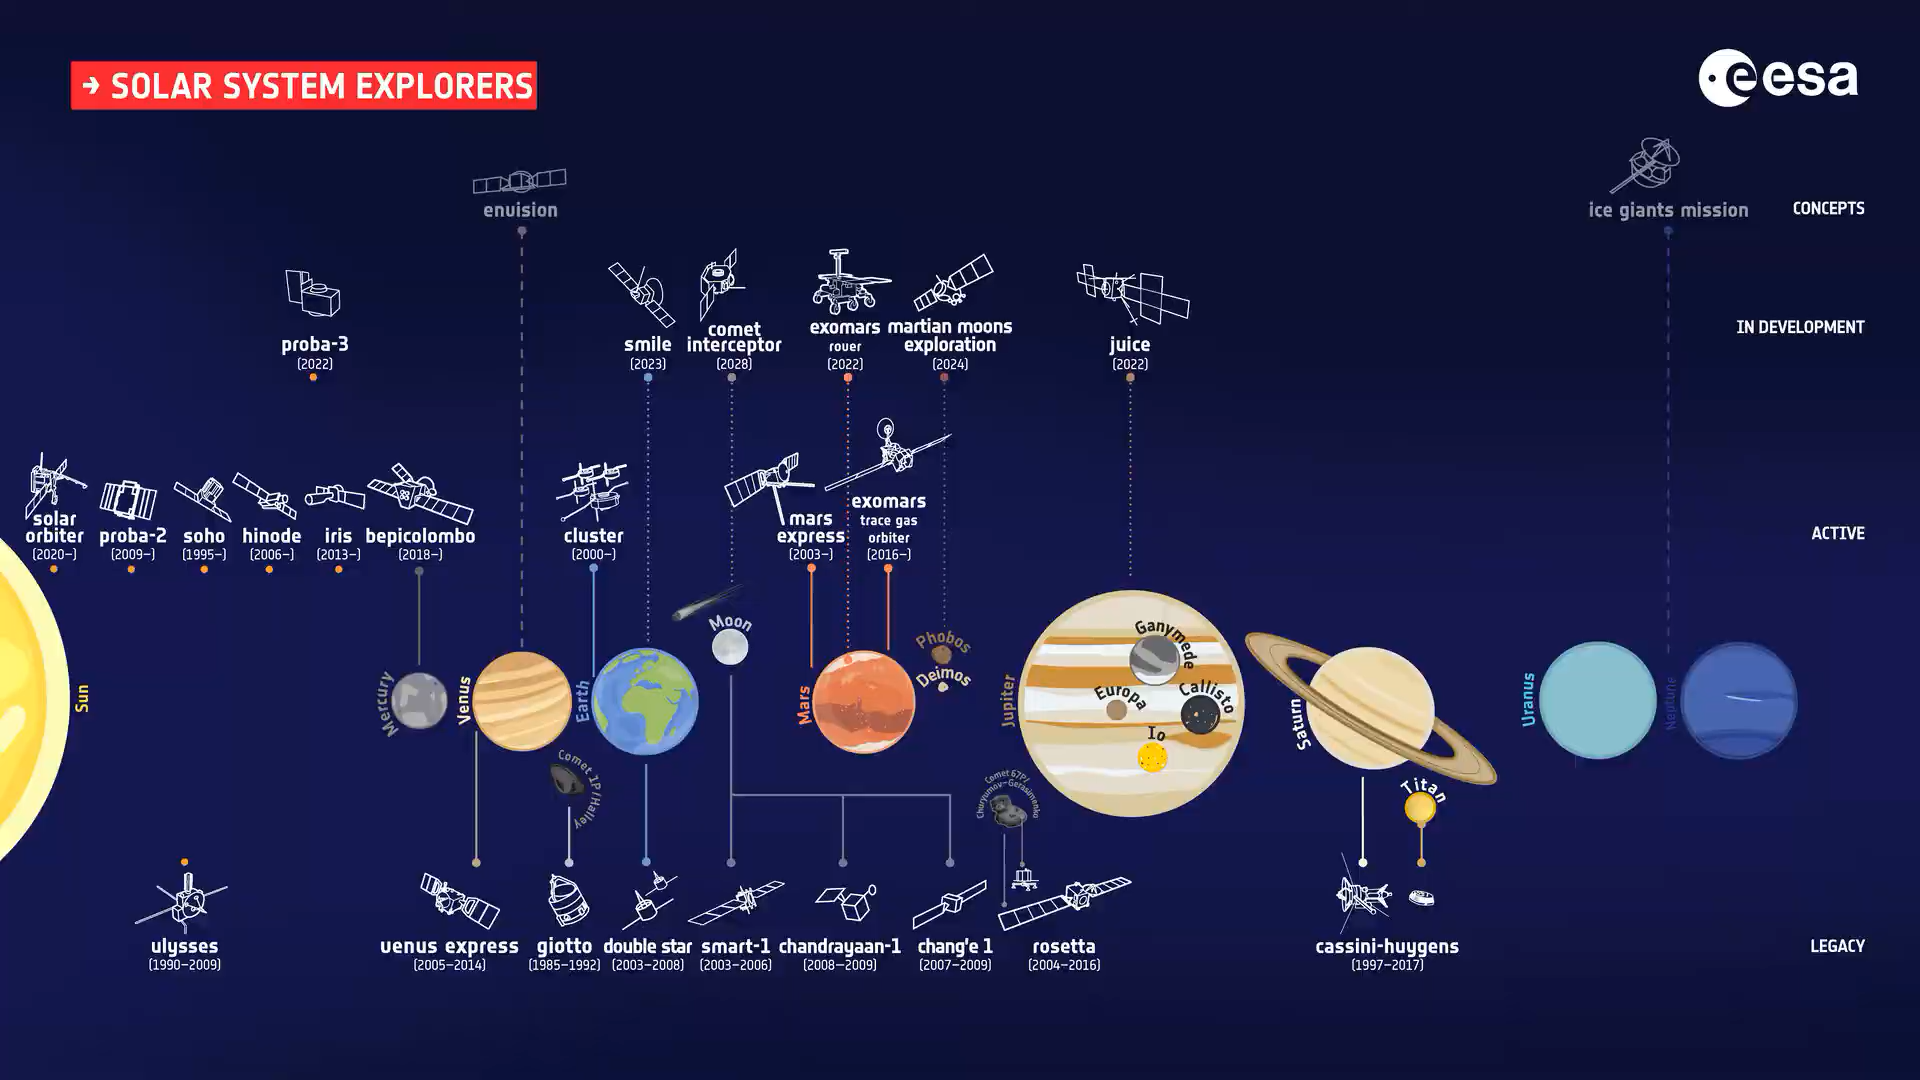 → SOLAR SYSTEM EXPLORERS
esa
envision
ice giants mission
CONCEPTS
proba-3
(2022)
smile
(2023)
comet
interceptor
(2028)
exomars
rover
(2022)
martian moons
exploration
(2024)
juice
(2022)
IN DEVELOPMENT
solar
orbiter
(2020–)
proba-2
(2009–)
soho
(1995–)
hinode
(2006–)
iris
(2013–)
bepicolombo
(2018–)
cluster
(2000–)
mars
express
(2003–)
exomars
trace gas
orbiter
(2016–)
ACTIVE
Sun
Mercury
Venus
Earth
Moon
Mars
Phobos
Deimos
Jupiter
Ganymede
Europa
Callisto
Io
Saturn
Titan
Uranus
Neptune
Comet 1P/Halley
Comet 67P/
Churyumov–Gerasimenko
ulysses
(1990–2009)
venus express
(2005–2014)
giotto
(1985–1992)
double star
(2003–2008)
smart-1
(2003–2006)
chandrayaan-1
(2008–2009)
chang'e 1
(2007–2009)
rosetta
(2004–2016)
cassini-huygens
(1997–2017)
LEGACY